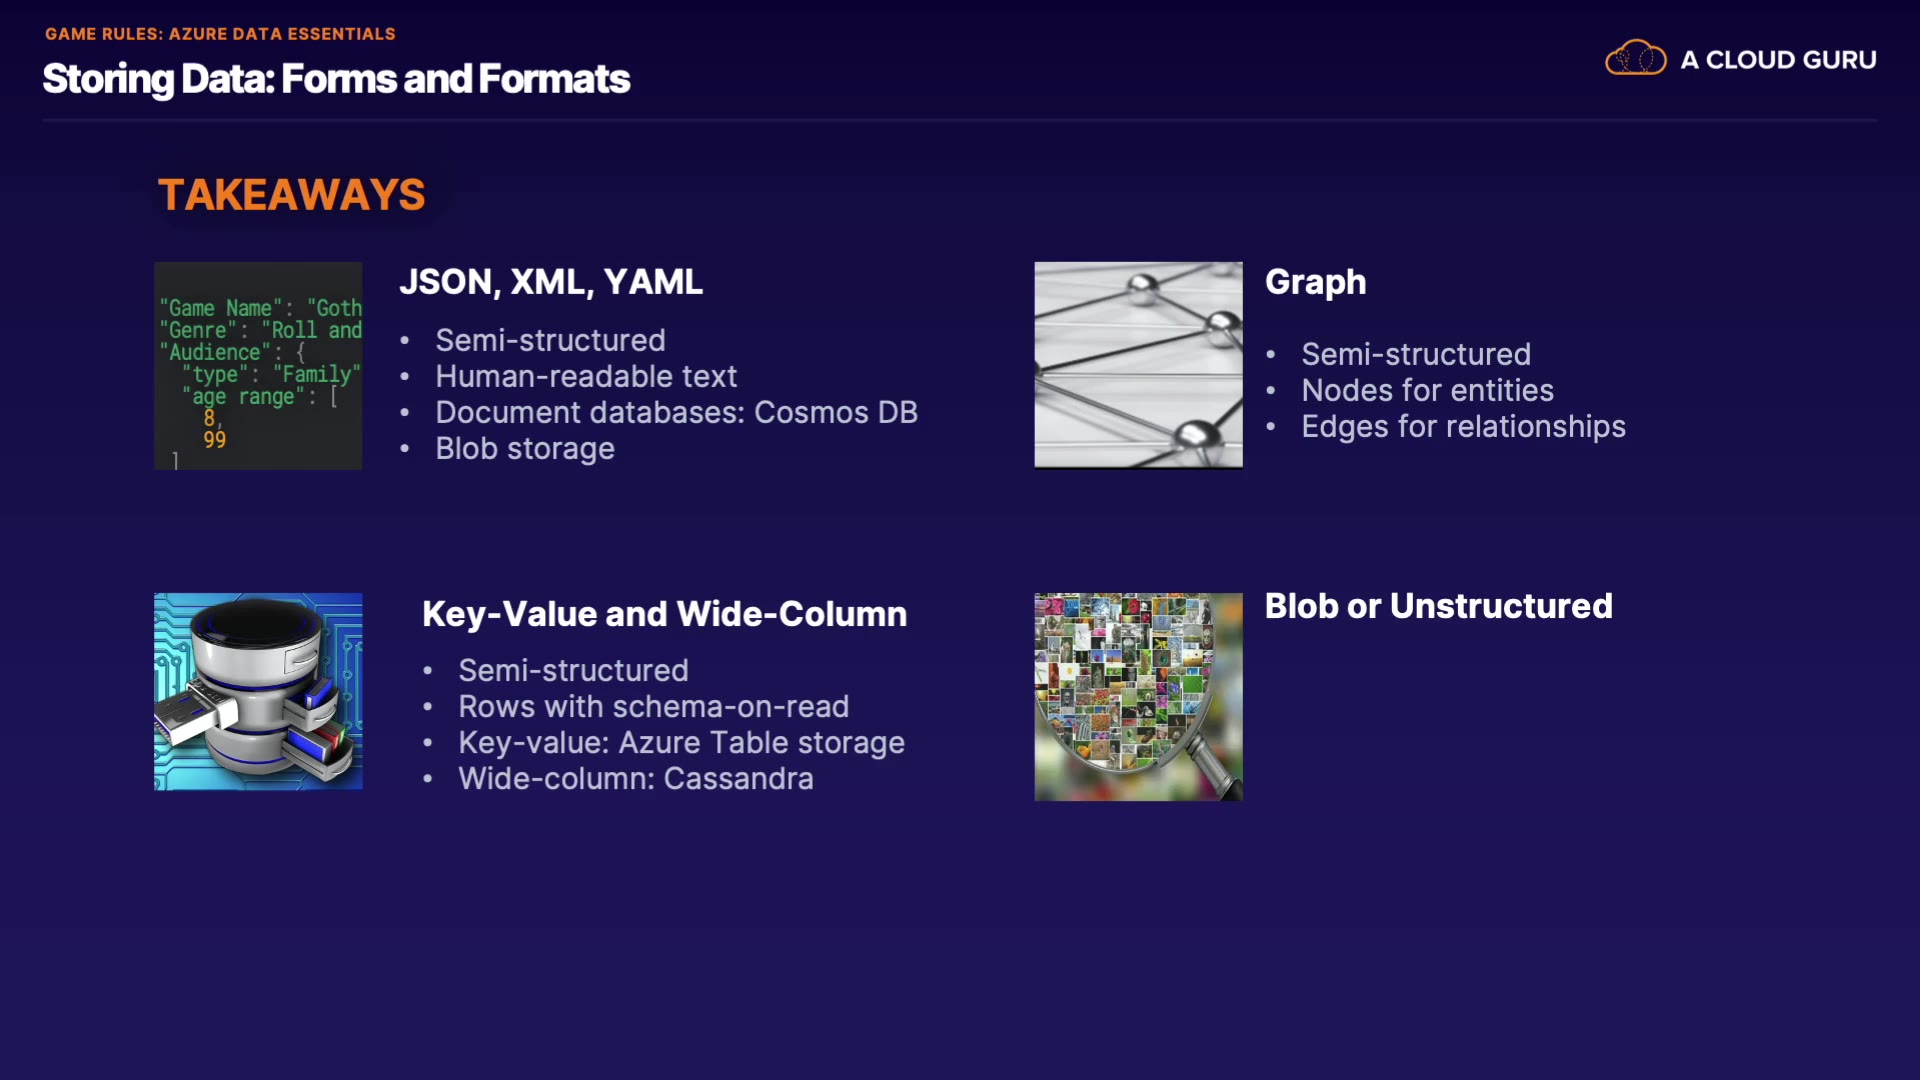 GAME RULES: AZURE DATA ESSENTIALS
Storing Data: Forms and Formats
A CLOUD GURU
TAKEAWAYS
"Game Name": "Goth
"Genre": "Roll and
"Audience": {
"type": "Family"
"age range": [
8,
99
]
JSON, XML, YAML
• Semi-structured
• Human-readable text
• Document databases: Cosmos DB
• Blob storage
Graph
• Semi-structured
• Nodes for entities
• Edges for relationships
Key-Value and Wide-Column
• Semi-structured
• Rows with schema-on-read
• Key-value: Azure Table storage
• Wide-column: Cassandra
Blob or Unstructured